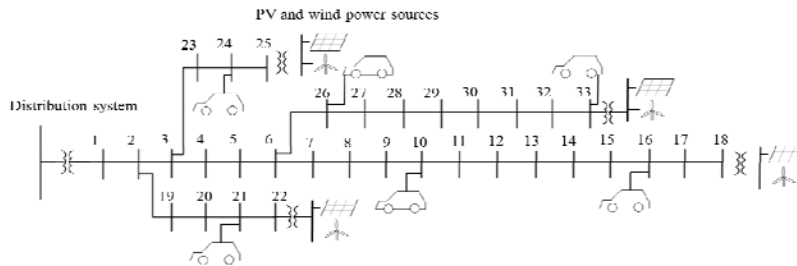 PV and wind power sources
23 24 25
26 27 28 29 30 31 32 33
Distribution system
1 2 3 4 5 6 7 8 9 10 11 12 13 14 15 16 17 18
19 20 21 22